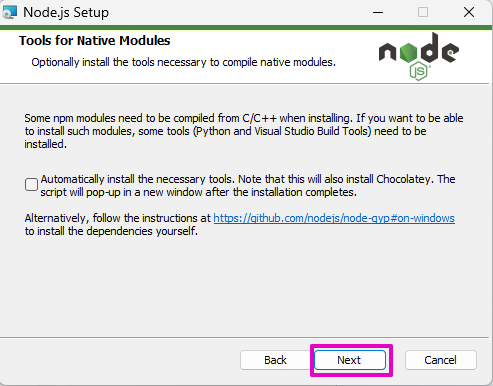 Node.js Setup
Tools for Native Modules
Optionally install the tools necessary to compile native modules.
node
JS
Some npm modules need to be compiled from C/C++ when installing. If you want to be able
to install such modules, some tools (Python and Visual Studio Build Tools) need to be
installed.
Automatically install the necessary tools. Note that this will also install Chocolatey. The
script will pop-up in a new window after the installation completes.
Alternatively, follow the instructions at https://github.com/nodejs/node-gyp#on-windows
to install the dependencies yourself.
Back Next Cancel